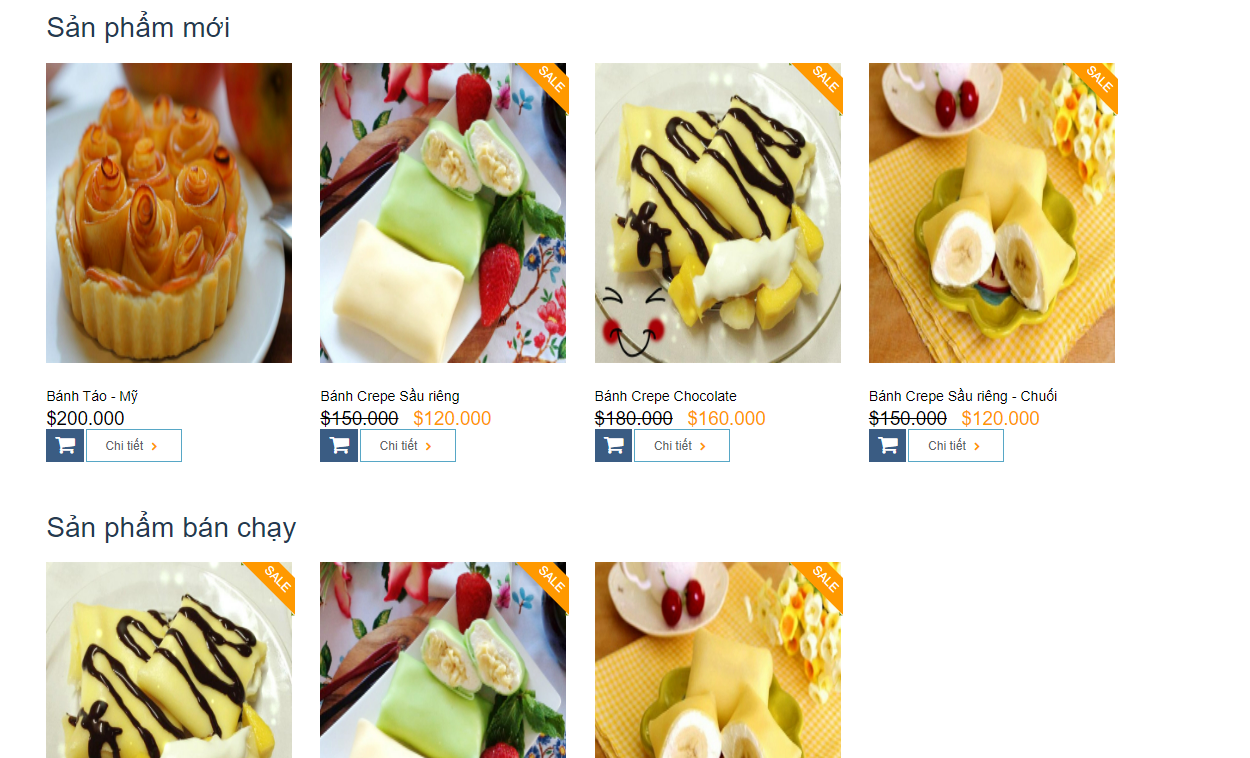 Sản phẩm mới
SALE
SALE
SALE
Bánh Táo - Mỹ
$200.000
Chi tiết
Bánh Crepe Sầu riêng
$150.000 $120.000
Chi tiết
Bánh Crepe Chocolate
$180.000 $160.000
Chi tiết
Bánh Crepe Sầu riêng - Chuối
$150.000 $120.000
Chi tiết
Sản phẩm bán chạy
SALE
SALE
SALE